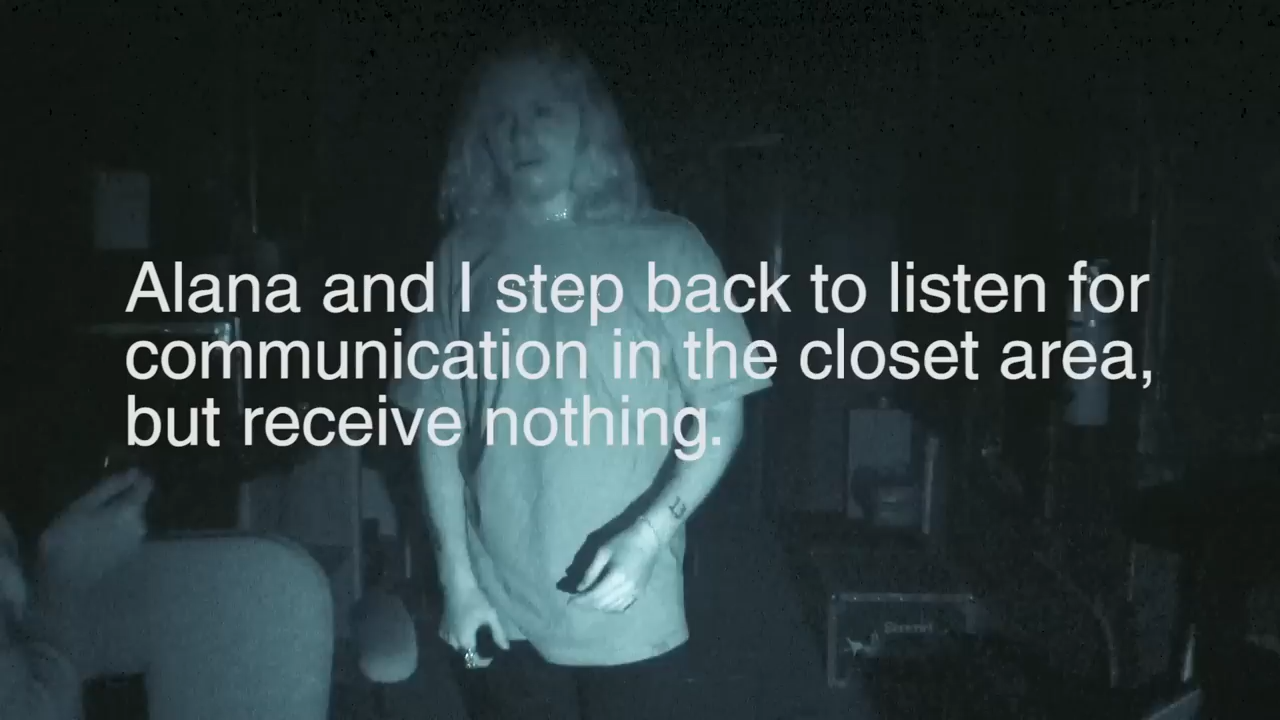 Alana and I step back to listen for
communication in the closet area,
but receive nothing.